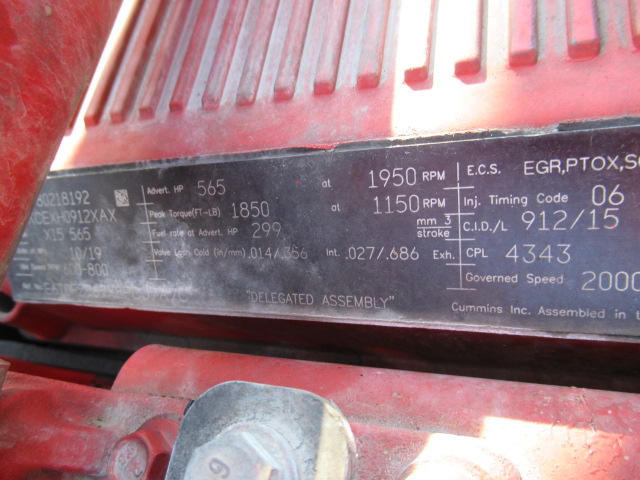 80218192
Advert. HP 565 at 1950 RPM
E.C.S. EGR,PTOX,
CEXH0912XAX
Peak Torque(FT-LB) 1850 at 1150 RPM
Inj. Timing Code 06
X15 565
Fuel rate at Advert. HP 299 mm 3 stroke
C.I.D./L 912/15
10/19
Valve Lash Cold (in/mm) .014/.356 Int. .027/.686 Exh.
CPL 4343
600-800
Governed Speed 2000
"DELEGATED ASSEMBLY"
Cummins Inc. Assembled in